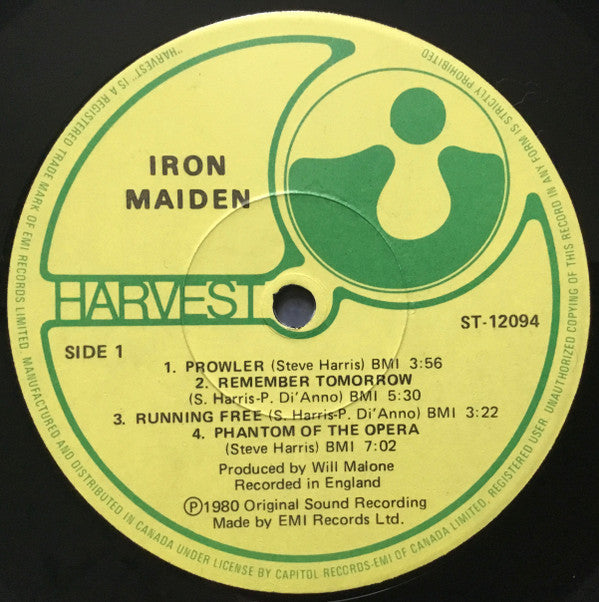 IRON
MAIDEN
HARVEST
SIDE 1
ST-12094
1. PROWLER (Steve Harris) BMI 3:56
2. REMEMBER TOMORROW
(S. Harris-P. Di'Anno) BMI 5:30
3. RUNNING FREE (S. Harris-P. Di'Anno) BMI 3:22
4. PHANTOM OF THE OPERA
(Steve Harris) BMI 7:02
Produced by Will Malone
Recorded in England
Ⓟ1980 Original Sound Recording
Made by EMI Records Ltd.
"HARVEST" IS A REGISTERED TRADE MARK OF EMI RECORDS LIMITED. MANUFACTURED AND DISTRIBUTED IN CANADA UNDER LICENSE BY CAPITOL RECORDS-EMI OF CANADA LIMITED, REGISTERED USER. UNAUTHORIZED COPYING OF THIS RECORD IN ANY FORM IS STRICTLY PROHIBITED